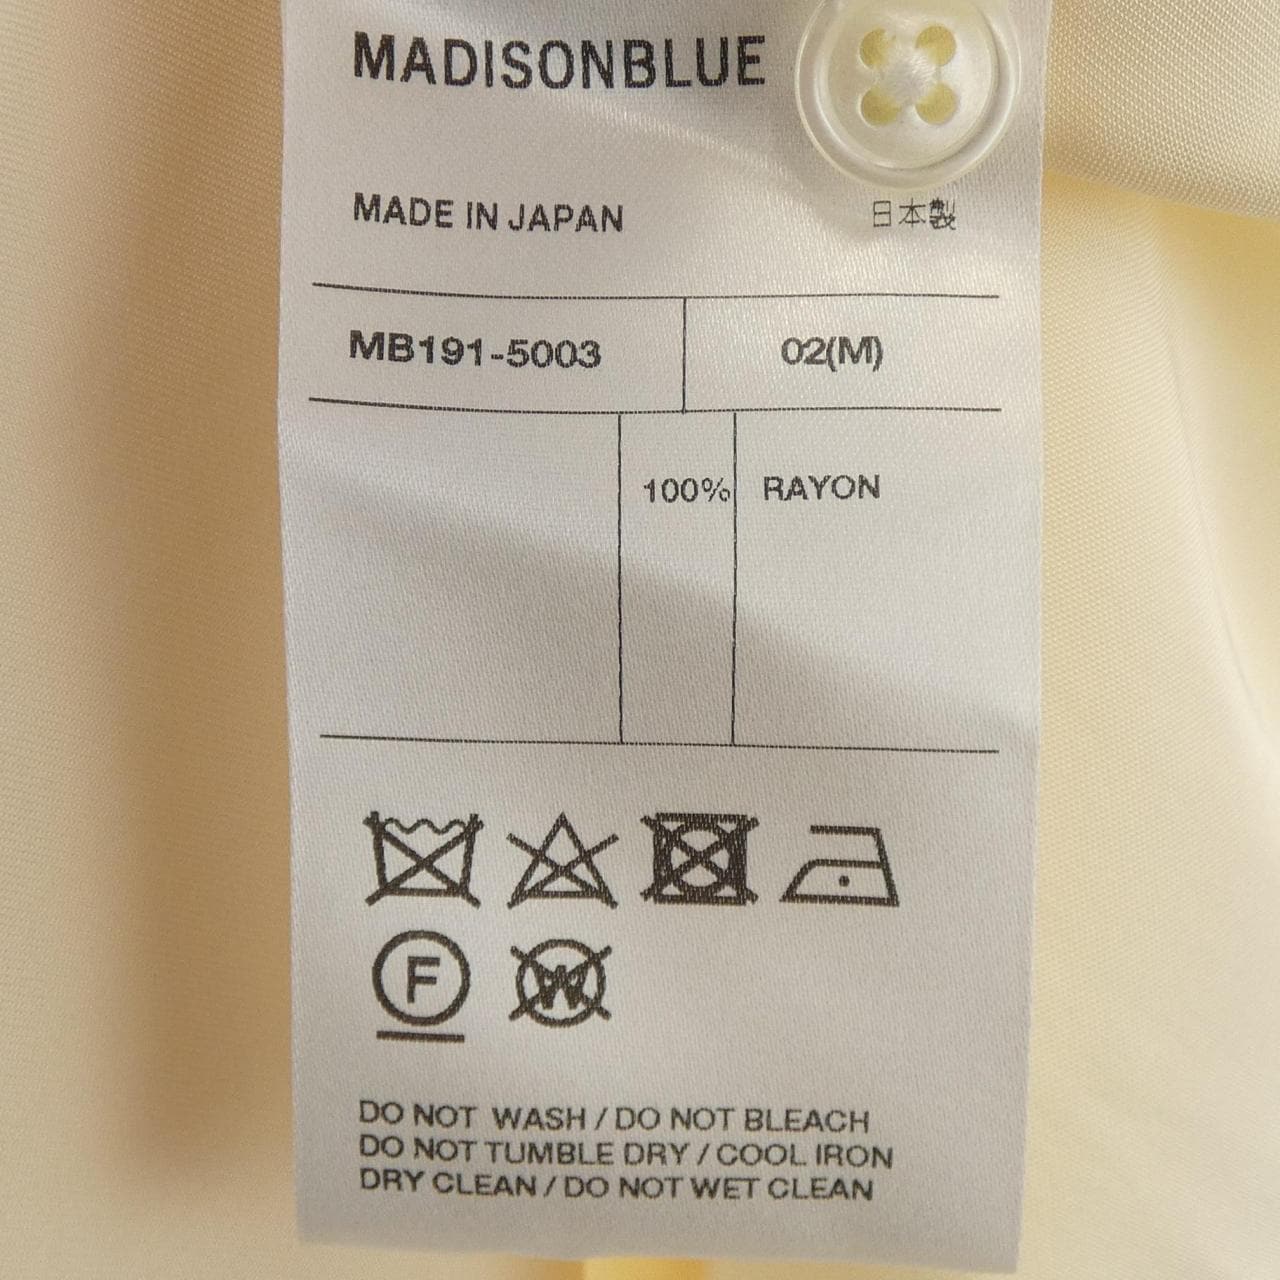 MADISONBLUE
MADE IN JAPAN 日本製
MB191-5003 02(M)
100% RAYON
F W
DO NOT WASH / DO NOT BLEACH
DO NOT TUMBLE DRY / COOL IRON
DRY CLEAN / DO NOT WET CLEAN